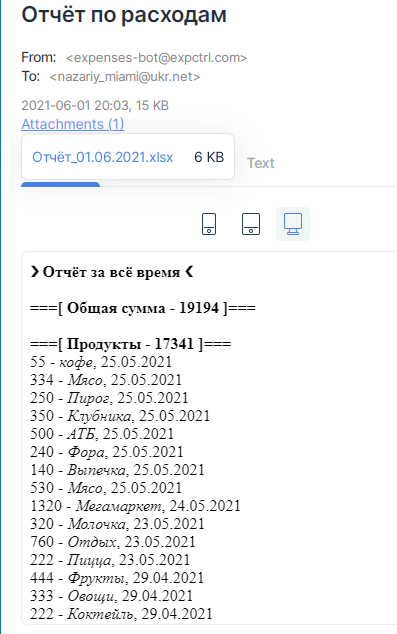 Отчёт по расходам
From: <expenses-bot@expctrl.com>
To: <nazariy_miami@ukr.net>
2021-06-01 20:03, 15 KB
Attachments (1)
Отчёт_01.06.2021.xlsx 6 KB
Text
❯ Отчёт за всё время ❮
===[ Общая сумма - 19194 ]===
===[ Продукты - 17341 ]===
55 - кофе, 25.05.2021
334 - Мясо, 25.05.2021
250 - Пирог, 25.05.2021
350 - Клубника, 25.05.2021
500 - АТБ, 25.05.2021
240 - Фора, 25.05.2021
140 - Выпечка, 25.05.2021
530 - Мясо, 25.05.2021
1320 - Мегамаркет, 24.05.2021
320 - Молочка, 23.05.2021
760 - Отдых, 23.05.2021
222 - Пицца, 23.05.2021
444 - Фрукты, 29.04.2021
333 - Овощи, 29.04.2021
222 - Коктейль, 29.04.2021